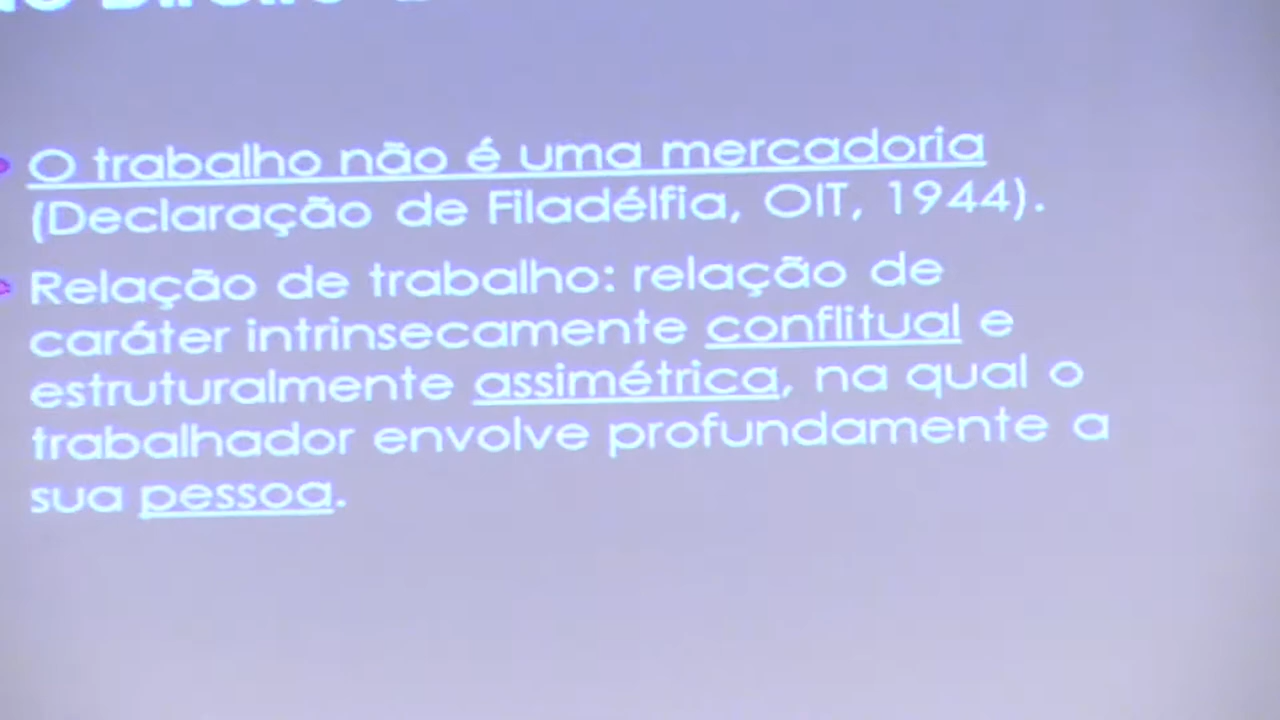 Direito
O trabalho não é uma mercadoria
(Declaração de Filadélfia, OIT, 1944).
Relação de trabalho: relação de
caráter intrinsecamente conflitual e
estruturalmente assimétrica, na qual o
trabalhador envolve profundamente a
sua pessoa.